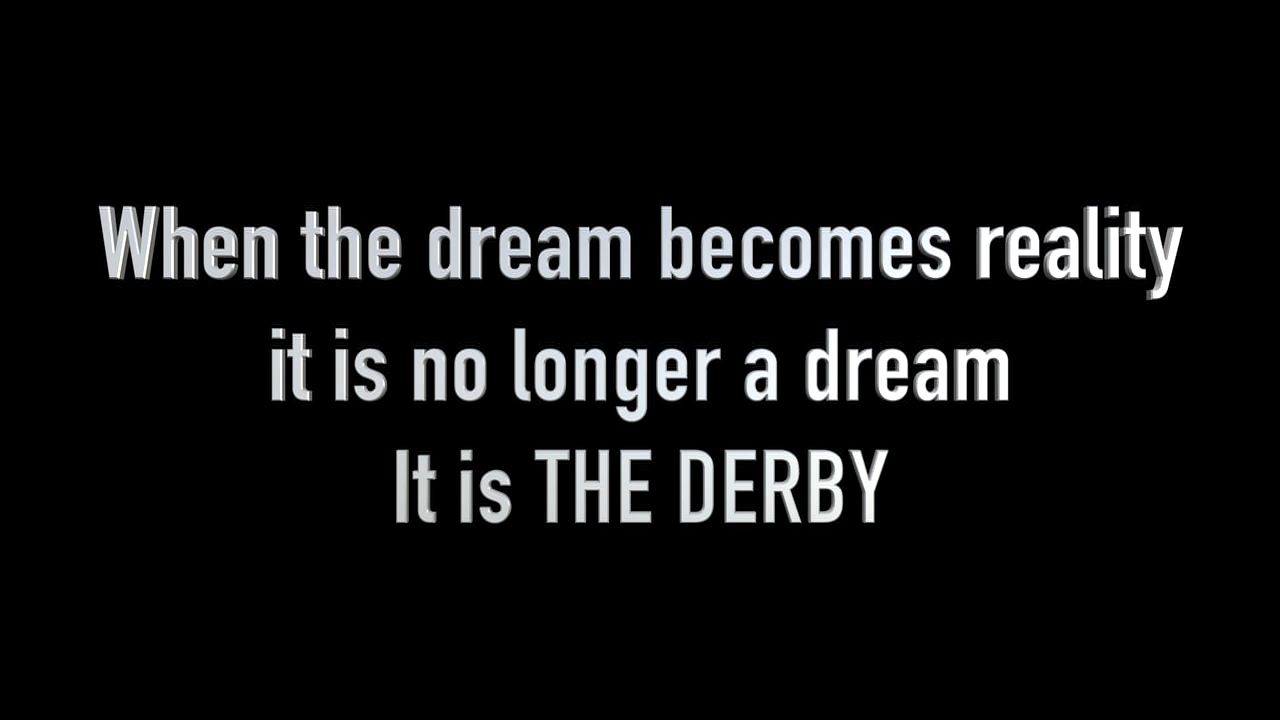 When the dream becomes reality
it is no longer a dream
It is THE DERBY